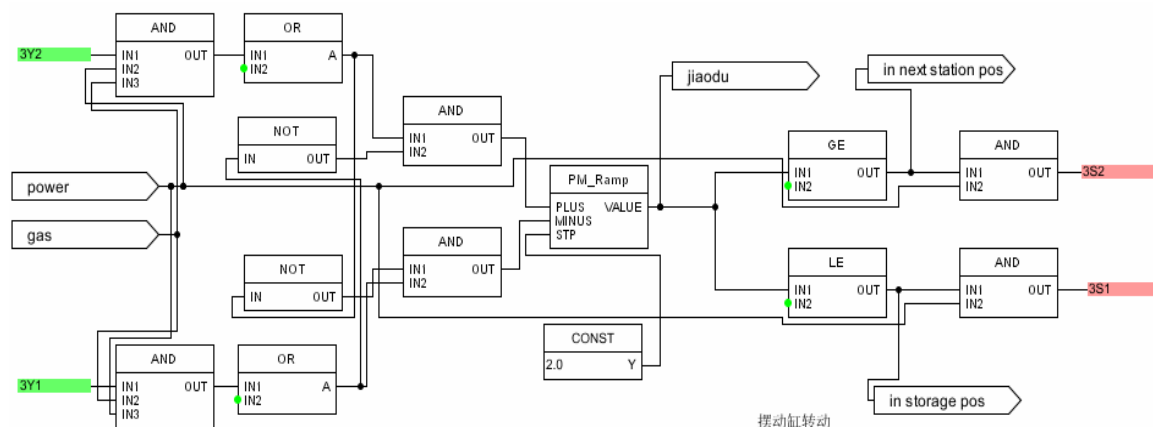 AND
OR
3Y2
IN1
OUT
IN2
IN3
IN1
A
IN2
in next station pos
jiaodu
AND
IN1
OUT
IN2
NOT
IN
OUT
GE
IN1
OUT
IN2
AND
IN1
OUT
IN2
3S2
power
PM_Ramp
PLUS
VALUE
MINUS
STP
gas
AND
IN1
OUT
IN2
NOT
IN
OUT
LE
IN1
OUT
IN2
AND
IN1
OUT
IN2
3S1
CONST
2.0
Y
AND
OR
3Y1
IN1
OUT
IN2
IN3
IN1
A
IN2
in storage pos
摆动缸转动